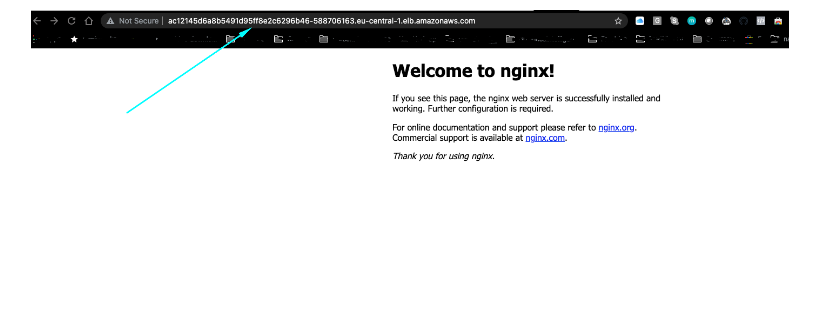 Not Secure | ac12145d6a8b5491d95ff8e2c6296b46-588706163.eu-central-1.elb.amazonaws.com
Welcome to nginx!
If you see this page, the nginx web server is successfully installed and
working. Further configuration is required.
For online documentation and support please refer to nginx.org.
Commercial support is available at nginx.com.
Thank you for using nginx.